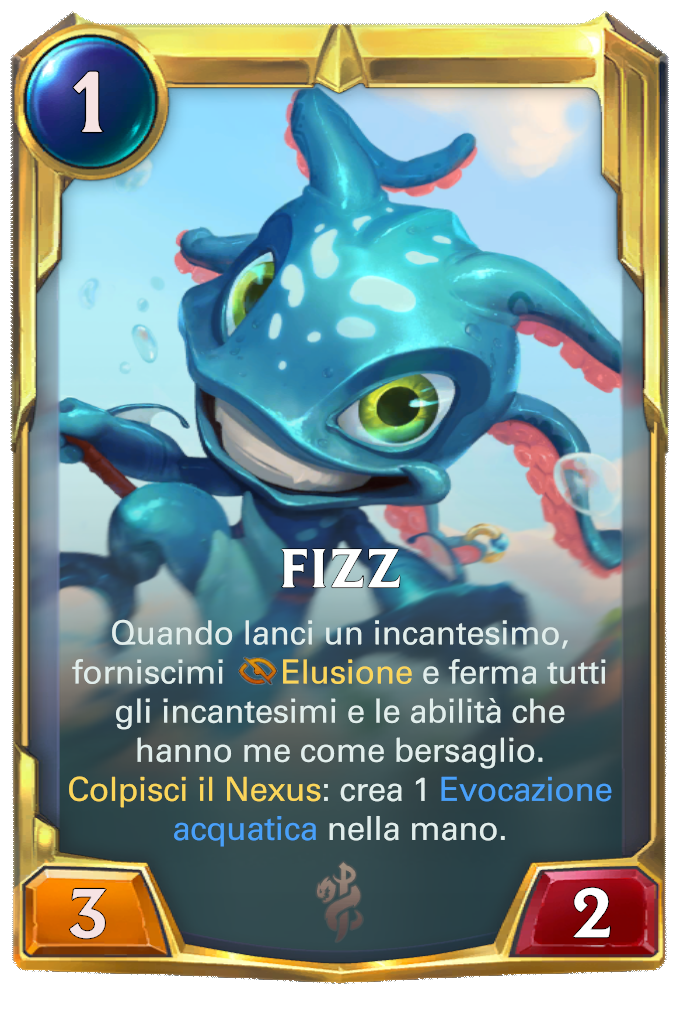 1
FIZZ
Quando lanci un incantesimo,
forniscimi Elusione e ferma tutti
gli incantesimi e le abilità che
hanno me come bersaglio.
Colpisci il Nexus: crea 1 Evocazione
acquatica nella mano.
3 2